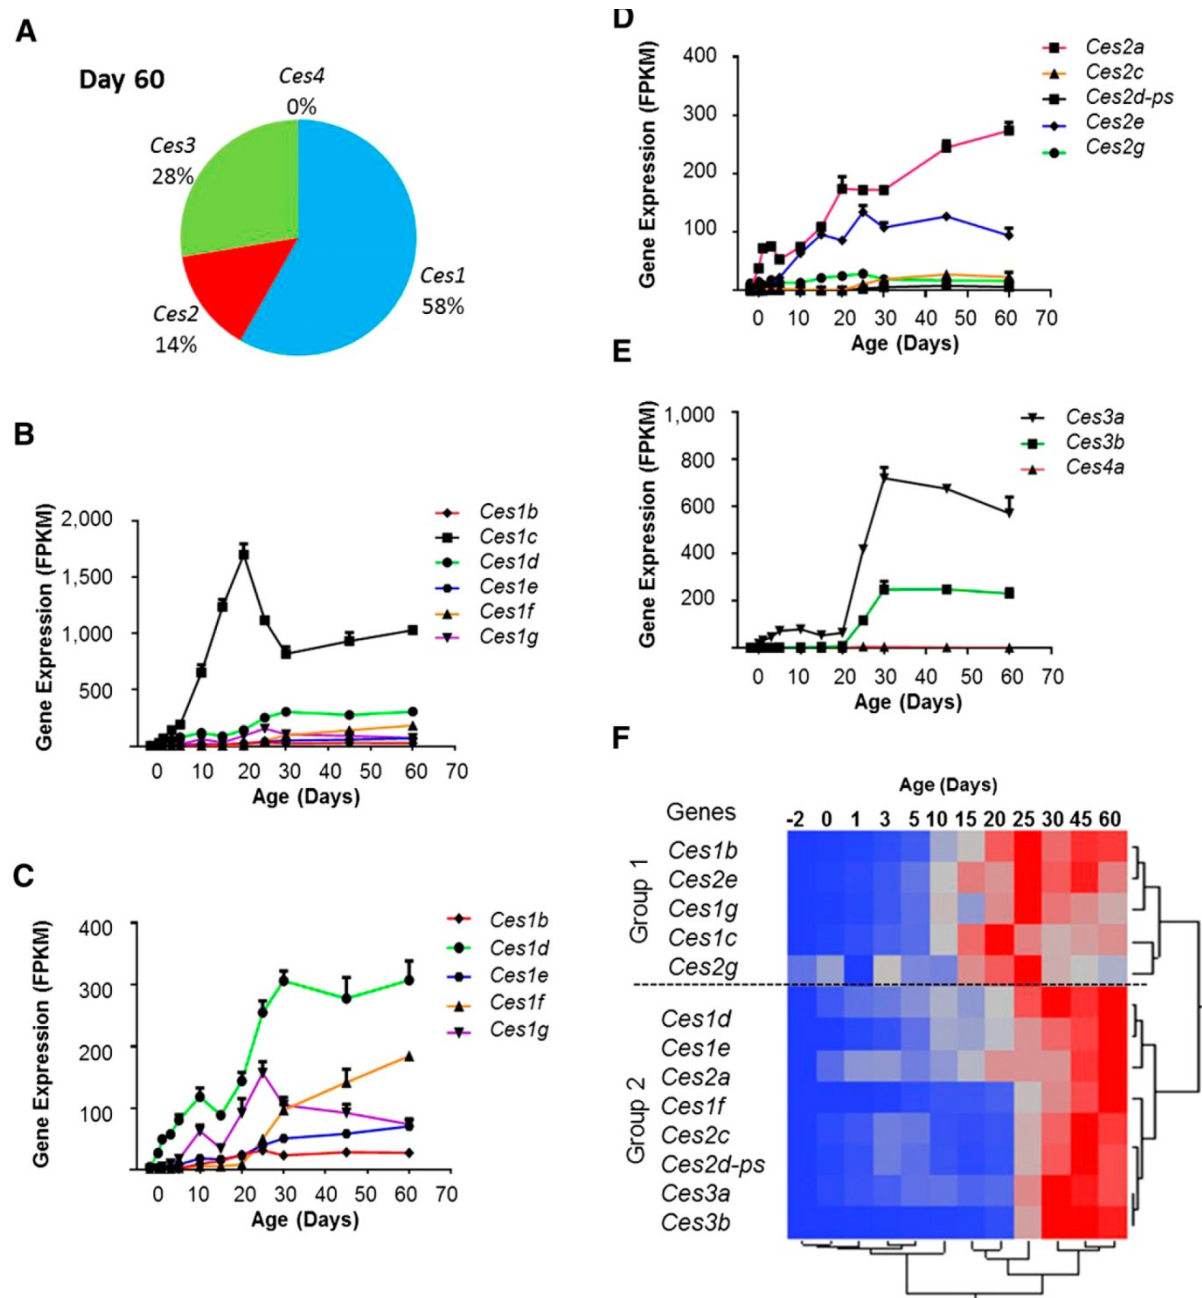 A
Day 60
Ces4
0%
Ces3
28%
Ces1
58%
Ces2
14%
B
Gene Expression (FPKM)
2,000
1,500
1,000
500
0 10 20 30 40 50 60 70
Age (Days)
Ces1b
Ces1c
Ces1d
Ces1e
Ces1f
Ces1g
C
Gene Expression (FPKM)
400
300
200
100
0 10 20 30 40 50 60 70
Age (Days)
Ces1b
Ces1d
Ces1e
Ces1f
Ces1g
D
Gene Expression (FPKM)
400
300
200
100
0 10 20 30 40 50 60 70
Age (Days)
Ces2a
Ces2c
Ces2d-ps
Ces2e
Ces2g
E
Gene Expression (FPKM)
1,000
800
600
400
200
0 10 20 30 40 50 60 70
Age (Days)
Ces3a
Ces3b
Ces4a
F
Age (Days)
Genes
-2 0 1 3 5 10 15 20 25 30 45 60
Group 1
Ces1b
Ces2e
Ces1g
Ces1c
Ces2g
Group 2
Ces1d
Ces1e
Ces2a
Ces1f
Ces2c
Ces2d-ps
Ces3a
Ces3b